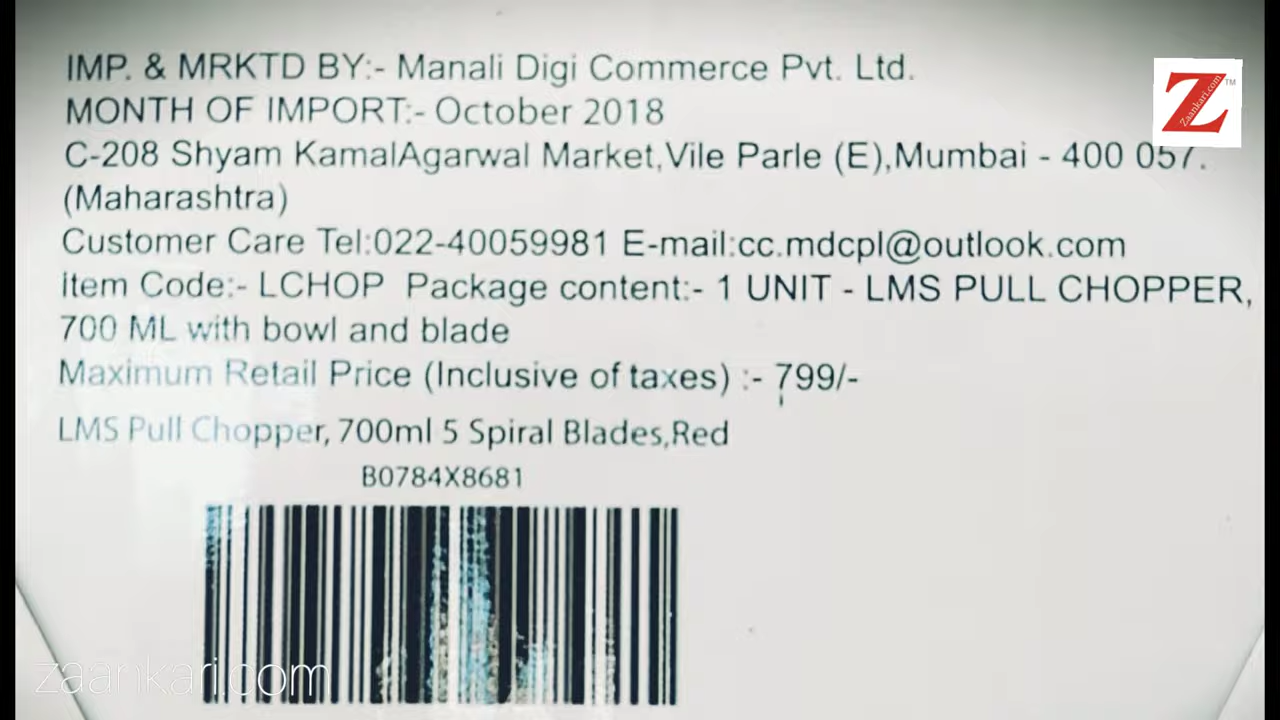 IMP. & MRKTD BY:- Manali Digi Commerce Pvt. Ltd.
MONTH OF IMPORT:- October 2018
C-208 Shyam KamalAgarwal Market,Vile Parle (E),Mumbai - 400 057.
(Maharashtra)
Customer Care Tel:022-40059981 E-mail:cc.mdcpl@outlook.com
Item Code:- LCHOP Package content:- 1 UNIT - LMS PULL CHOPPER,
700 ML with bowl and blade
Maximum Retail Price (Inclusive of taxes) :- 799/-
LMS Pull Chopper, 700ml 5 Spiral Blades,Red
B0784X8681
Z TM
Zaankari.com
zaankari.com